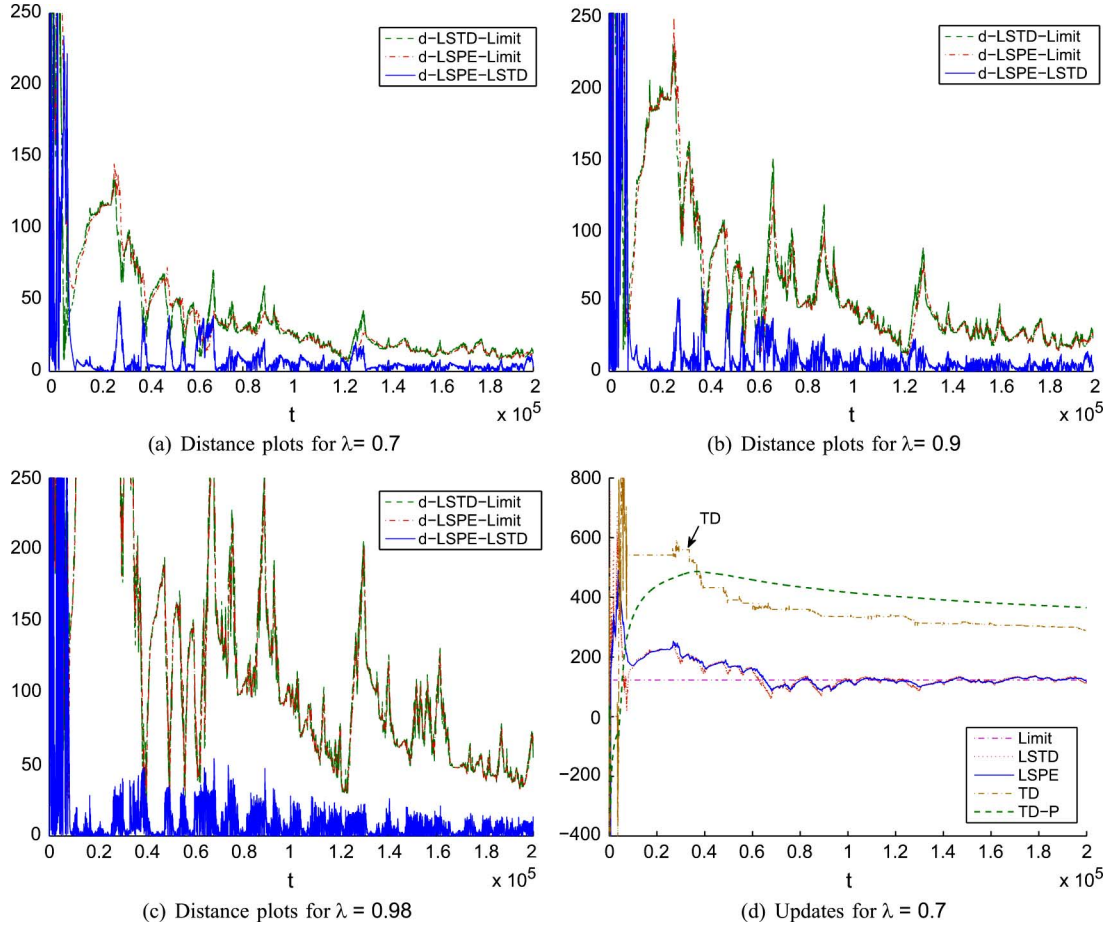 250
200
150
100
50
0
d-LSTD-Limit
d-LSPE-Limit
d-LSPE-LSTD
0 0.2 0.4 0.6 0.8 1 1.2 1.4 1.6 1.8 2
t
x 10^5
(a) Distance plots for λ= 0.7
250
200
150
100
50
0
d-LSTD-Limit
d-LSPE-Limit
d-LSPE-LSTD
0 0.2 0.4 0.6 0.8 1 1.2 1.4 1.6 1.8 2
t
x 10^5
(b) Distance plots for λ= 0.9
250
200
150
100
50
0
d-LSTD-Limit
d-LSPE-Limit
d-LSPE-LSTD
0 0.2 0.4 0.6 0.8 1 1.2 1.4 1.6 1.8 2
t
x 10^5
(c) Distance plots for λ = 0.98
800
600
400
200
0
−200
−400
TD
Limit
LSTD
LSPE
TD
TD-P
0 0.2 0.4 0.6 0.8 1 1.2 1.4 1.6 1.8 2
t
x 10^5
(d) Updates for λ = 0.7